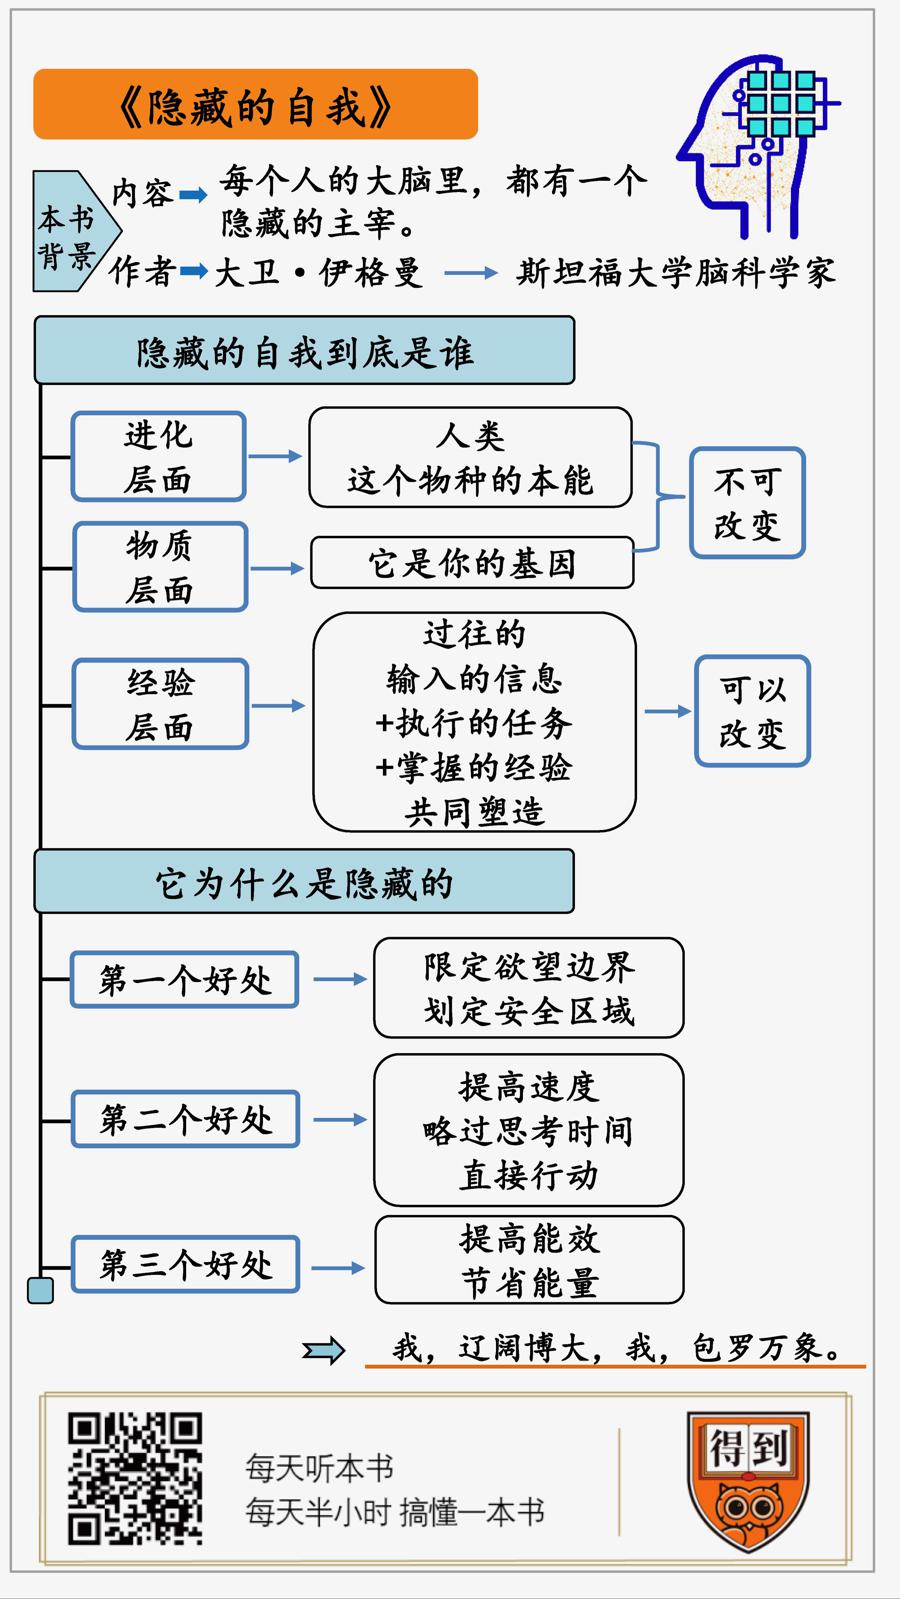 《隐藏的自我》
本书
背景
内容
每个人的大脑里，都有一个
隐藏的主宰。
作者
大卫·伊格曼
斯坦福大学脑科学家
隐藏的自我到底是谁
进化
层面
人类
这个物种的本能
不可
改变
物质
层面
它是你的基因
经验
层面
过往的
输入的信息
+执行的任务
+掌握的经验
共同塑造
可以
改变
它为什么是隐藏的
第一个好处
限定欲望边界
划定安全区域
第二个好处
提高速度
略过思考时间
直接行动
第三个好处
提高能效
节省能量
我，辽阔博大，我，包罗万象。
每天听本书
每天半小时 搞懂一本书
得到